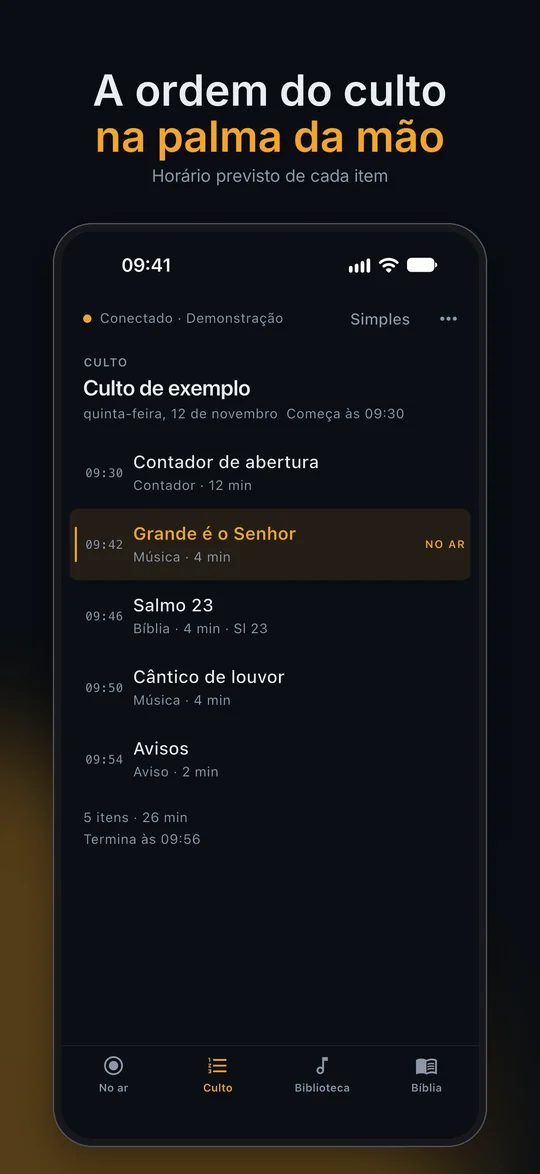 A ordem do culto
na palma da mão
Horário previsto de cada item
09:41
Conectado · Demonstração Simples
CULTO
Culto de exemplo
quinta-feira, 12 de novembro Começa às 09:30
09:30 Contador de abertura
Contador · 12 min
09:42 Grande é o Senhor NO AR
Música · 4 min
09:46 Salmo 23
Bíblia · 4 min · Sl 23
09:50 Cântico de louvor
Música · 4 min
09:54 Avisos
Aviso · 2 min
5 itens · 26 min
Termina às 09:56
No ar Culto Biblioteca Bíblia